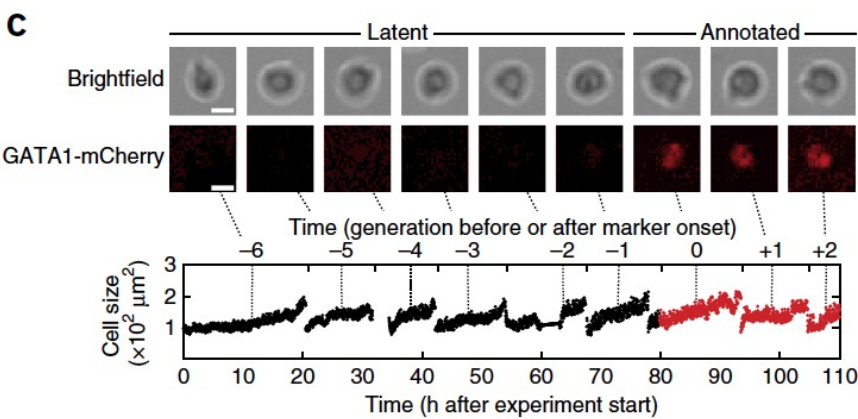 C
Latent Annotated
Brightfield
GATA1-mCherry
Time (generation before or after marker onset)
–6 –5 –4 –3 –2 –1 0 +1 +2
Cell size
(×10² μm²)
3
2
1
0 10 20 30 40 50 60 70 80 90 100 110
Time (h after experiment start)